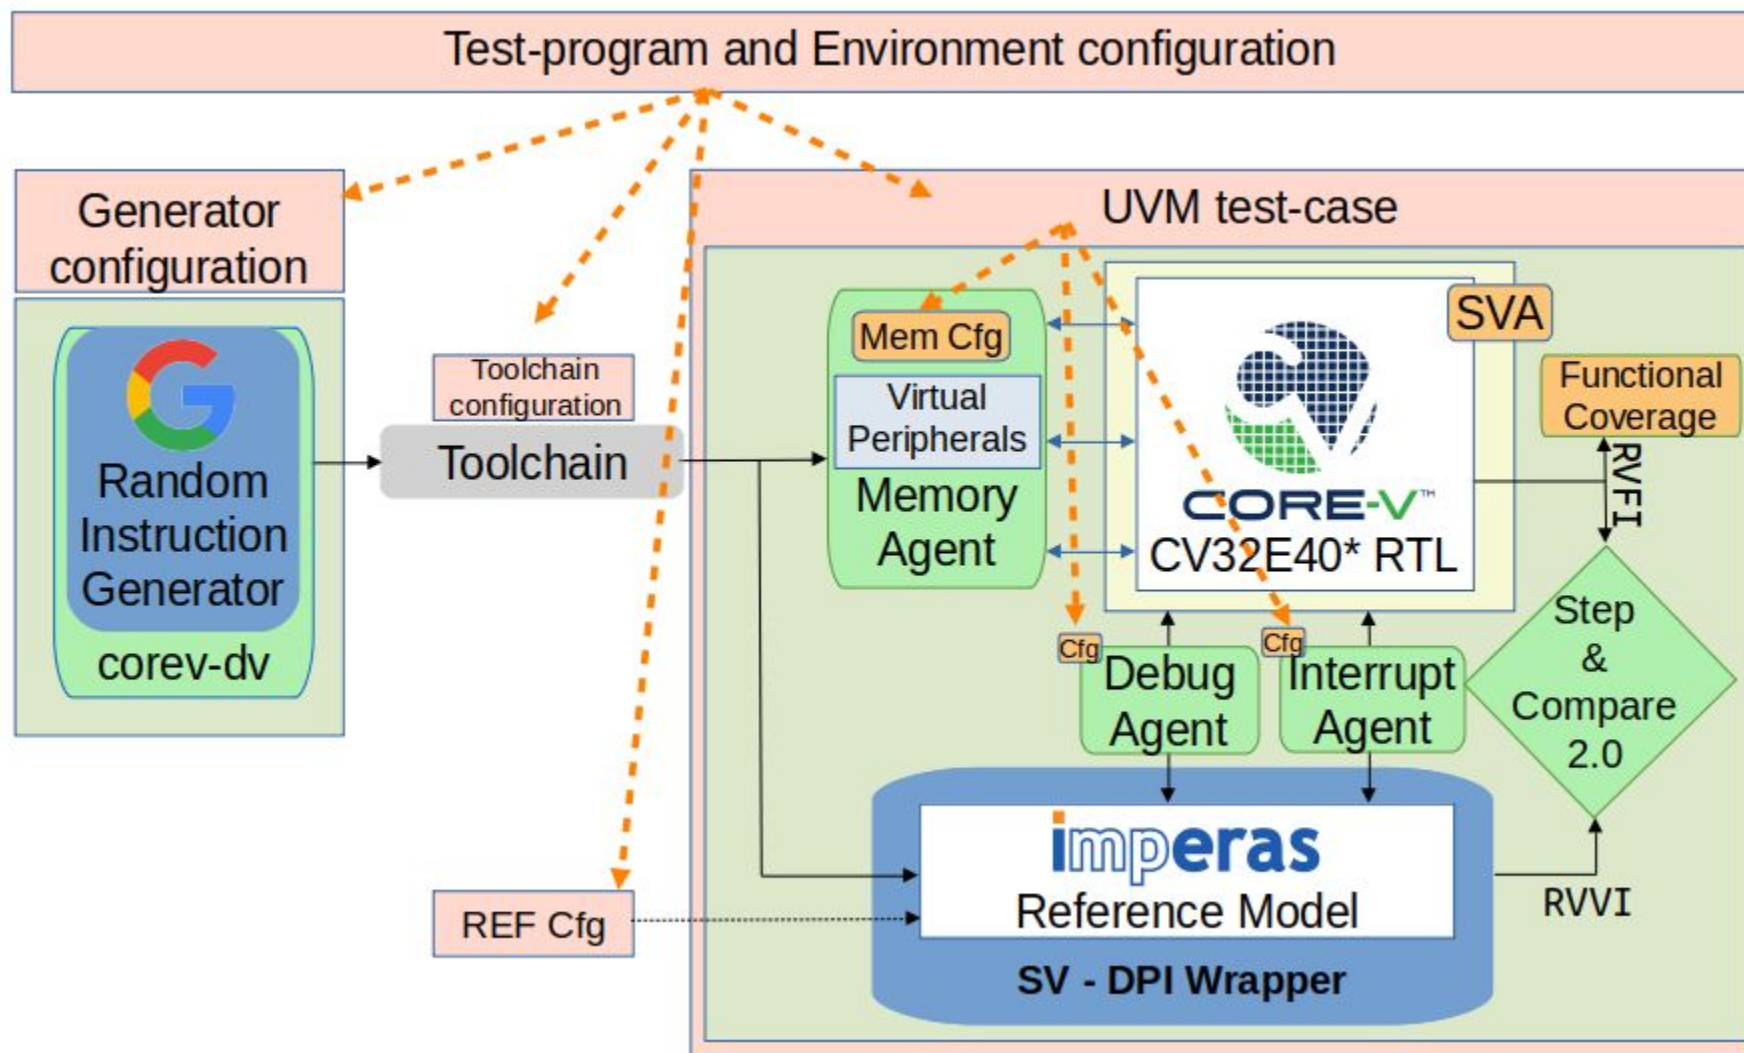 Test-program and Environment configuration
Generator
configuration
Random
Instruction
Generator
corev-dv
Toolchain
configuration
Toolchain
REF Cfg
UVM test-case
Mem Cfg
Virtual
Peripherals
Memory
Agent
CORE-V™
CV32E40* RTL
SVA
Functional
Coverage
RVFI
Step
&
Compare
2.0
Cfg
Debug
Agent
Cfg
Interrupt
Agent
imperas
Reference Model
SV - DPI Wrapper
RVVI